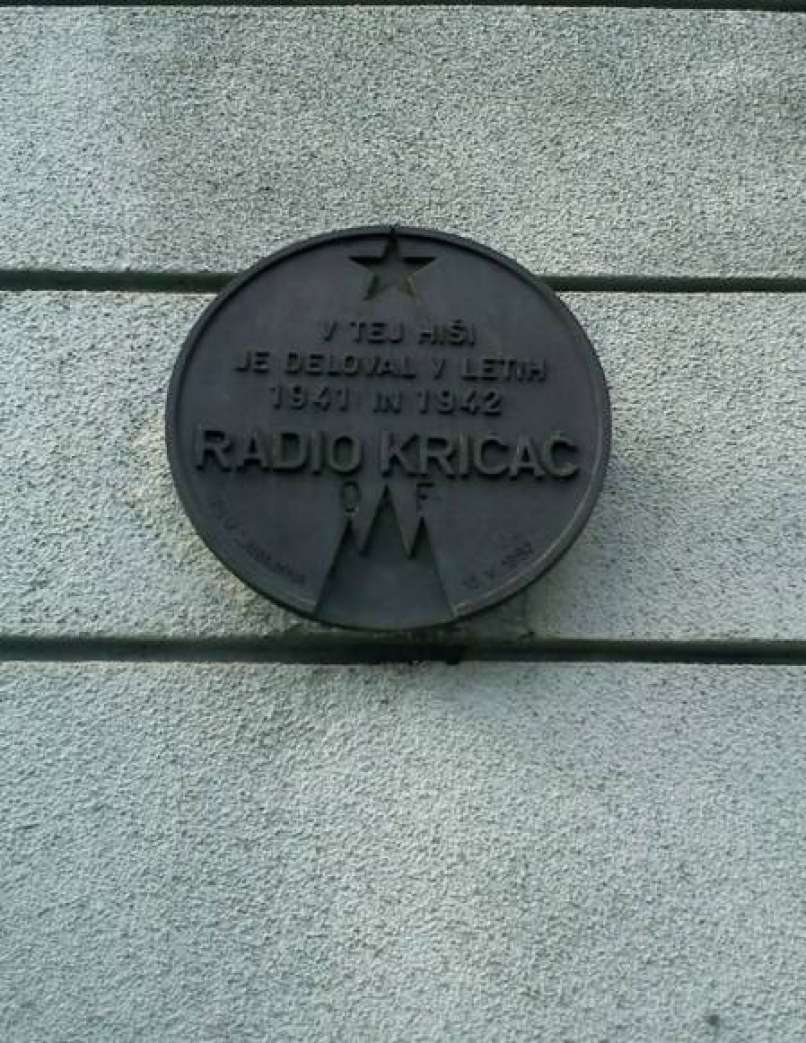 V TEJ HIŠI
JE DELOVAL V LETIH
1941 IN 1942
RADIO KRIČAČ
O F